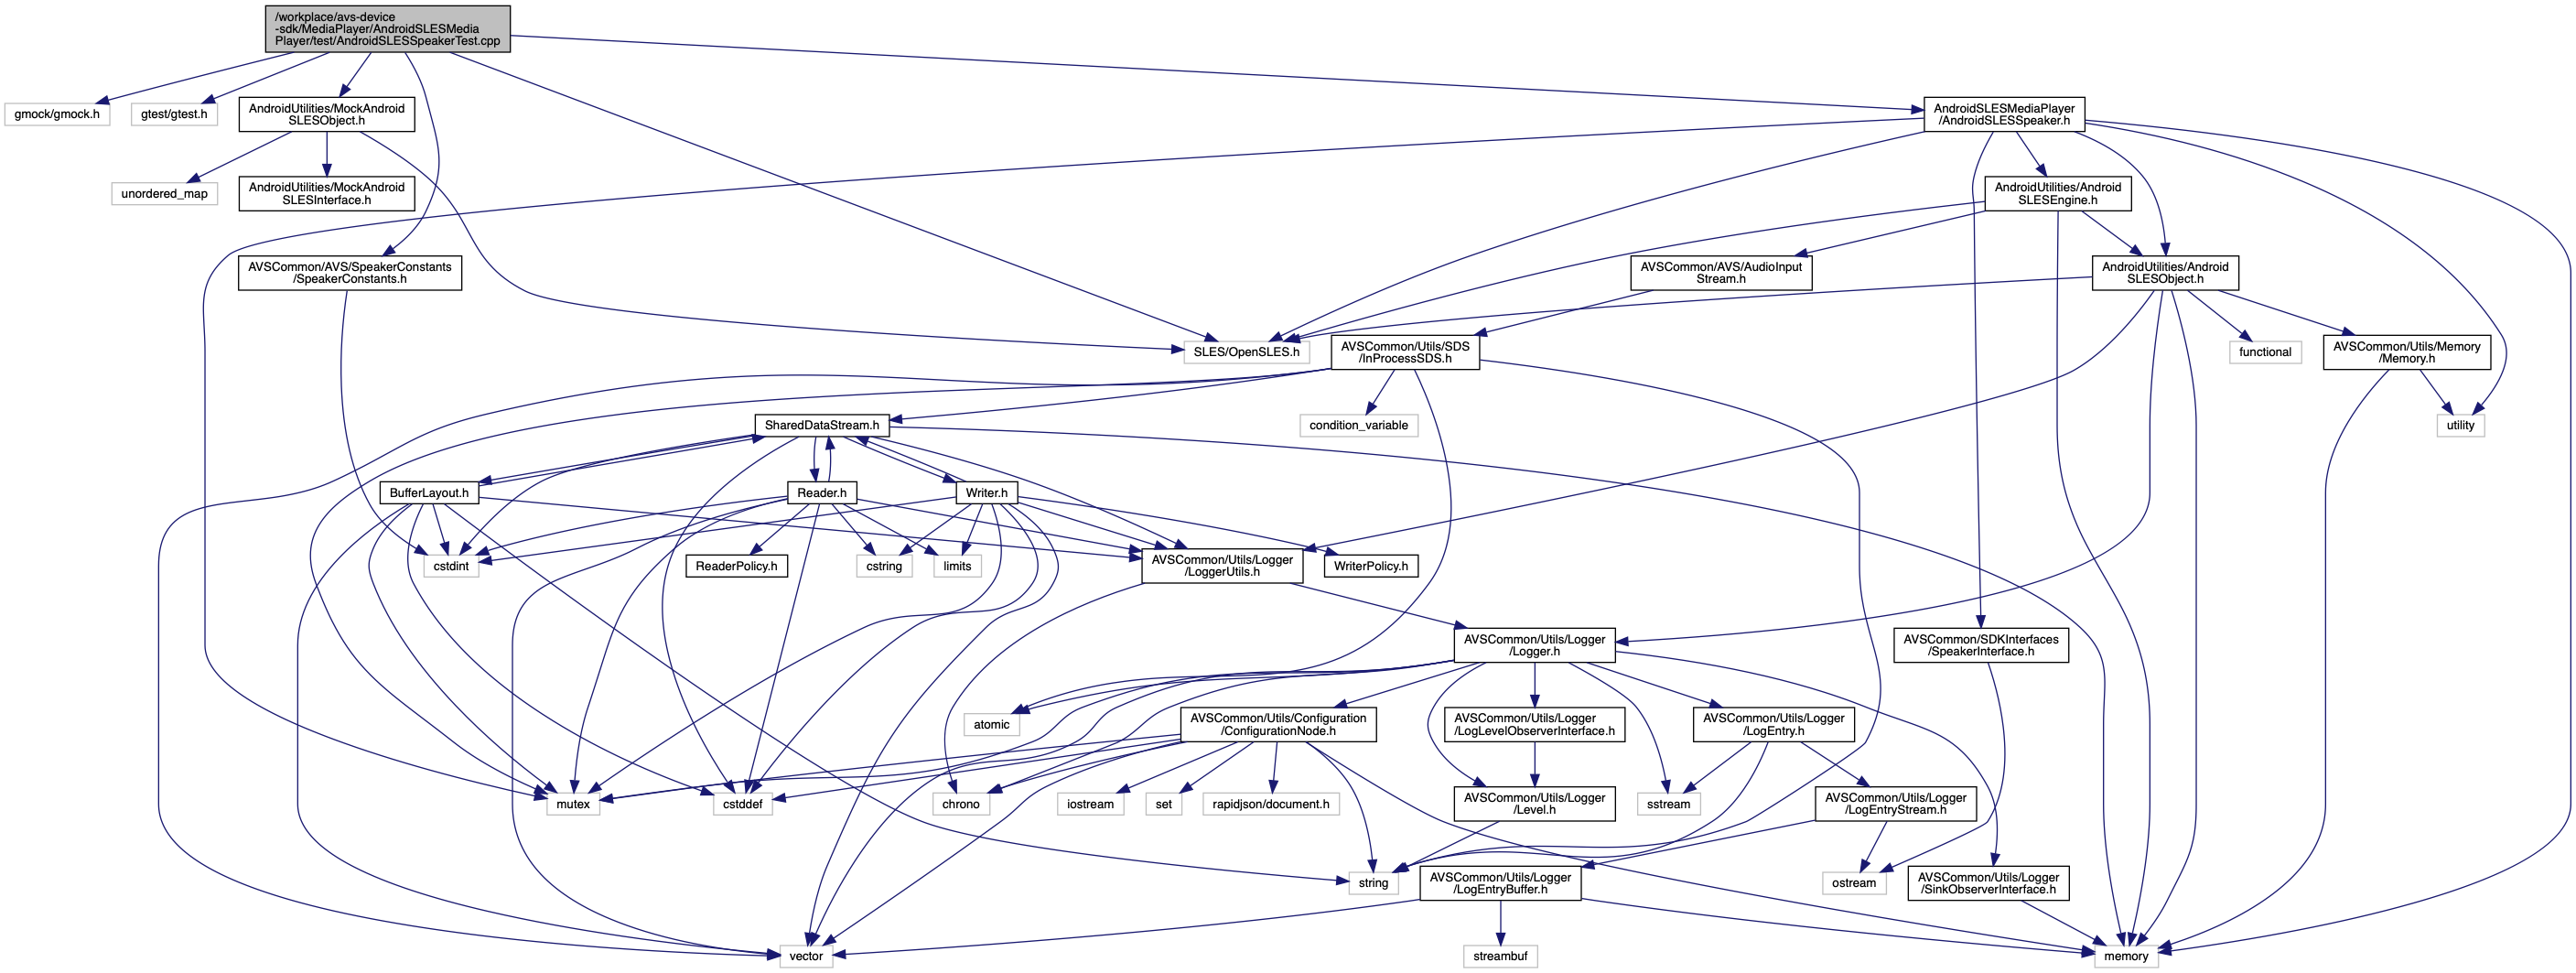 /workplace/avs-device
-sdk/MediaPlayer/AndroidSLESMedia
Player/test/AndroidSLESSpeakerTest.cpp
gmock/gmock.h
gtest/gtest.h
AndroidUtilities/MockAndroid
SLESObject.h
AndroidSLESMediaPlayer
/AndroidSLESSpeaker.h
unordered_map
AndroidUtilities/MockAndroid
SLESInterface.h
AndroidUtilities/Android
SLESEngine.h
AVSCommon/AVS/SpeakerConstants
/SpeakerConstants.h
AVSCommon/AVS/AudioInput
Stream.h
AndroidUtilities/Android
SLESObject.h
SLES/OpenSLES.h
AVSCommon/Utils/SDS
/InProcessSDS.h
functional
AVSCommon/Utils/Memory
/Memory.h
SharedDataStream.h
condition_variable
utility
BufferLayout.h
Reader.h
Writer.h
cstdint
ReaderPolicy.h
cstring
limits
AVSCommon/Utils/Logger
/LoggerUtils.h
WriterPolicy.h
AVSCommon/Utils/Logger
/Logger.h
AVSCommon/SDKInterfaces
/SpeakerInterface.h
atomic
AVSCommon/Utils/Configuration
/ConfigurationNode.h
AVSCommon/Utils/Logger
/LogLevelObserverInterface.h
AVSCommon/Utils/Logger
/LogEntry.h
mutex
cstddef
chrono
iostream
set
rapidjson/document.h
AVSCommon/Utils/Logger
/Level.h
sstream
AVSCommon/Utils/Logger
/LogEntryStream.h
string
AVSCommon/Utils/Logger
/LogEntryBuffer.h
ostream
AVSCommon/Utils/Logger
/SinkObserverInterface.h
vector
streambuf
memory